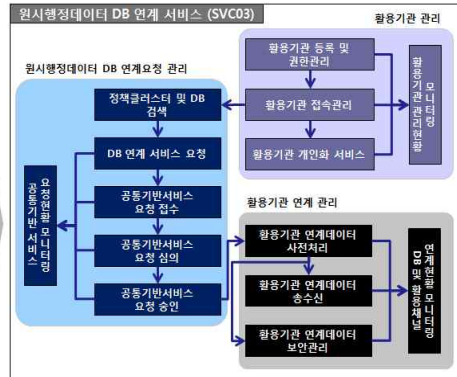 원시행정데이터 DB 연계 서비스 (SVC03)
활용기관 관리
원시행정데이터 DB 연계요청 관리
정책클러스터 및 DB
검색
DB 연계 서비스 요청
공통기반서비스
요청 접수
공통기반서비스
요청 심의
공통기반서비스
요청 승인
공통기반 서비스
요청현황 모니터링
활용기관 등록 및
권한관리
활용기관 접속관리
활용기관 개인화 서비스
활용기관 관리현황
모니터링
활용기관 연계 관리
활용기관 연계데이터
사전처리
활용기관 연계데이터
송수신
활용기관 연계데이터
보안관리
DB 및 활용채널
연계현황 모니터링